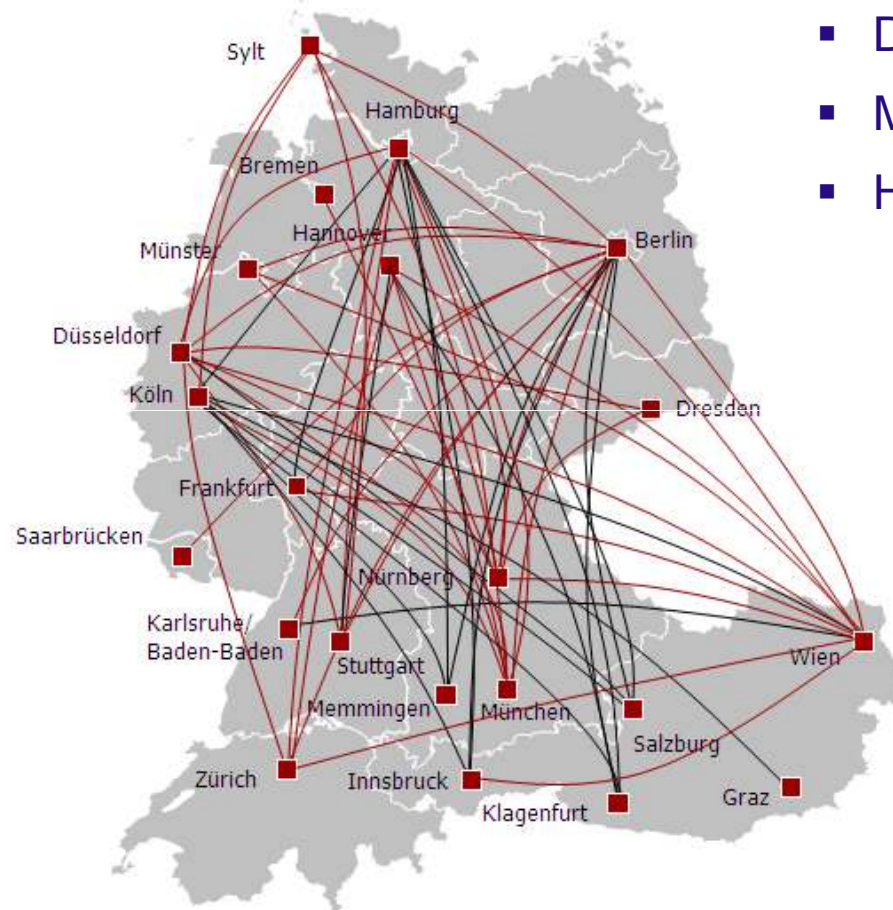 Sylt
Hamburg
Bremen
Hannover
Münster
Berlin
Düsseldorf
Köln
Dresden
Frankfurt
Saarbrücken
Nürnberg
Karlsruhe/
Baden-Baden
Stuttgart
Wien
Memmingen
München
Salzburg
Zürich
Innsbruck
Klagenfurt
Graz
▪ D
▪ M
▪ H